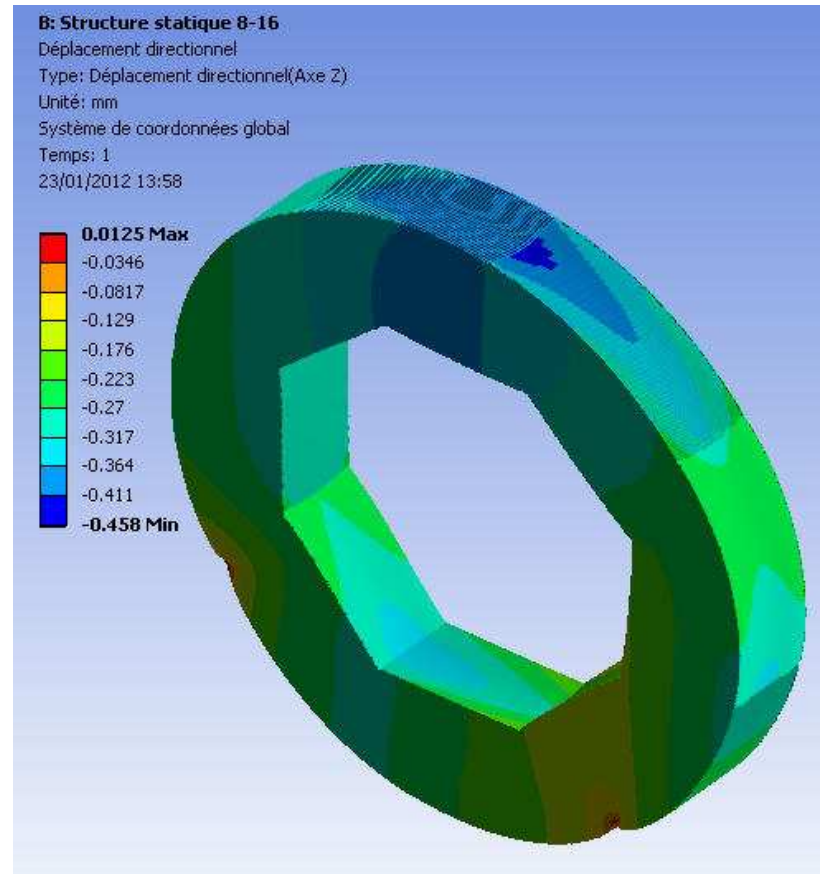 B: Structure statique 8-16
Déplacement directionnel
Type: Déplacement directionnel(Axe Z)
Unité: mm
Système de coordonnées global
Temps: 1
23/01/2012 13:58
0.0125 Max
-0.0346
-0.0817
-0.129
-0.176
-0.223
-0.27
-0.317
-0.364
-0.411
-0.458 Min